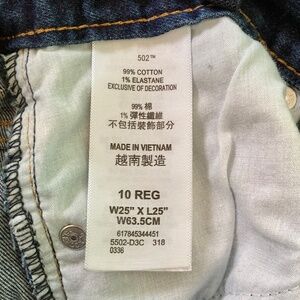 502™
99% COTTON
1% ELASTANE
EXCLUSIVE OF DECORATION
99% 棉
1% 彈性纖維
不包括裝飾部分
MADE IN VIETNAM
越南製造
10 REG
W25" X L25"
W63.5CM
617845344451
5502-D3C 318
0336